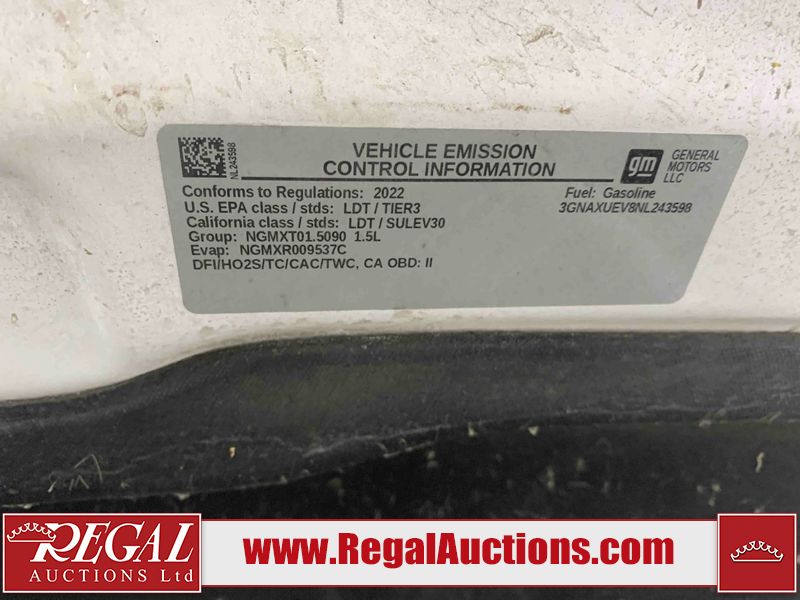 NL243598
VEHICLE EMISSION
CONTROL INFORMATION
gm
GENERAL
MOTORS
LLC
Conforms to Regulations: 2022
U.S. EPA class / stds: LDT / TIER3
California class / stds: LDT / SULEV30
Group: NGMXT01.5090 1.5L
Evap: NGMXR009537C
DFI/HO2S/TC/CAC/TWC, CA OBD: II
Fuel: Gasoline
3GNAXUEV8NL243598
REGAL
AUCTIONS Ltd
www.RegalAuctions.com